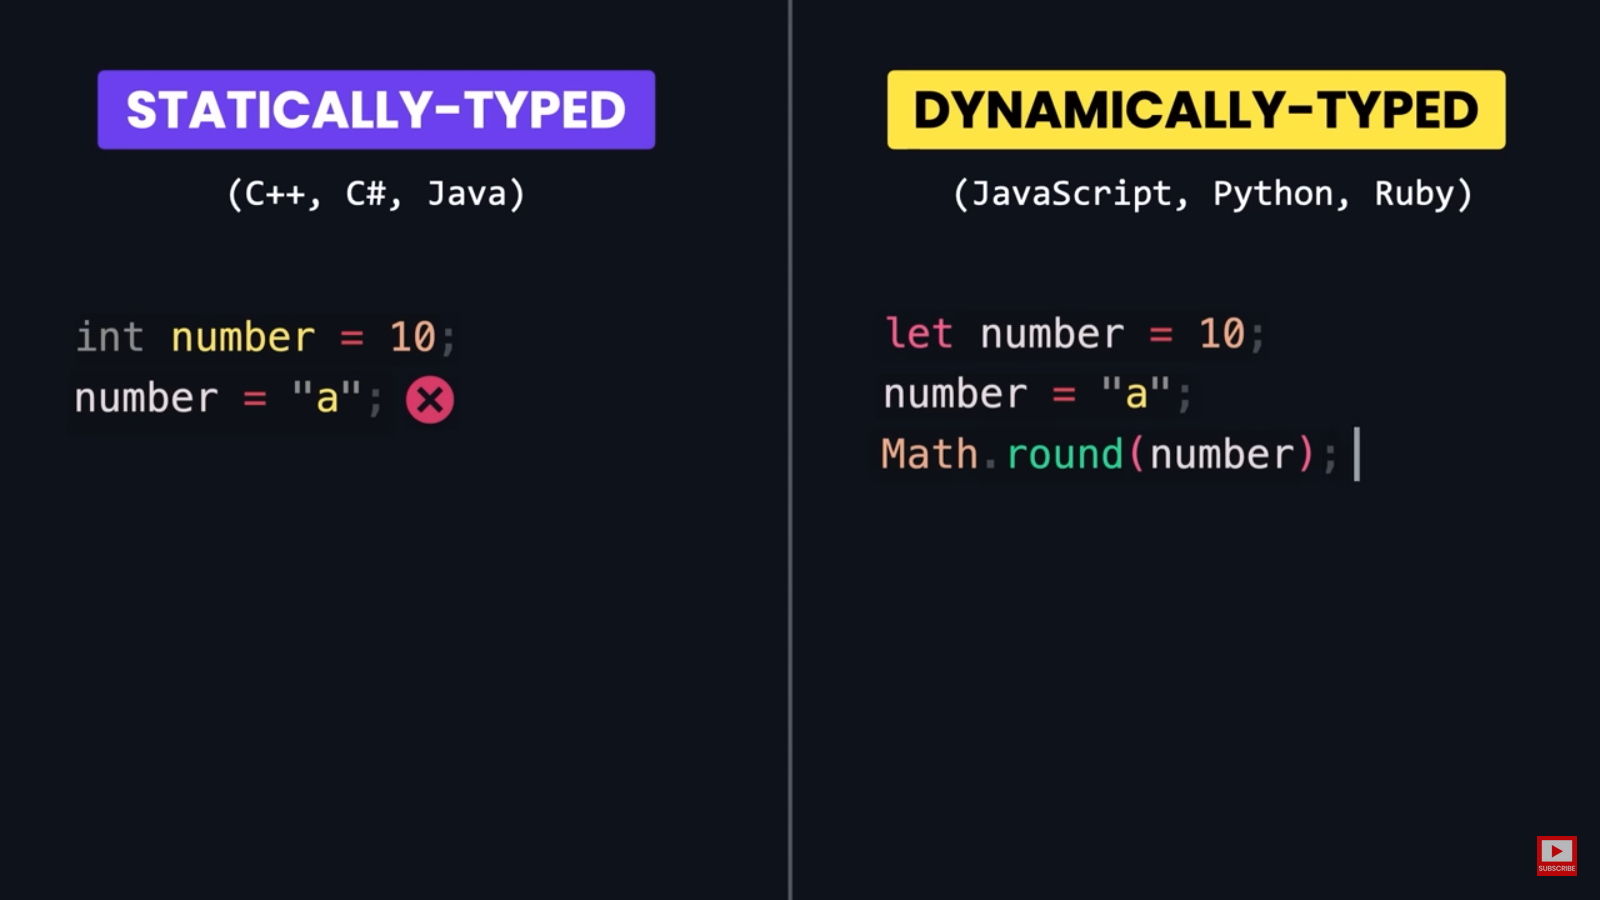 STATICALLY-TYPED
(C++, C#, Java)
int number = 10;
number = "a";
DYNAMICALLY-TYPED
(JavaScript, Python, Ruby)
let number = 10;
number = "a";
Math.round(number);
SUBSCRIBE